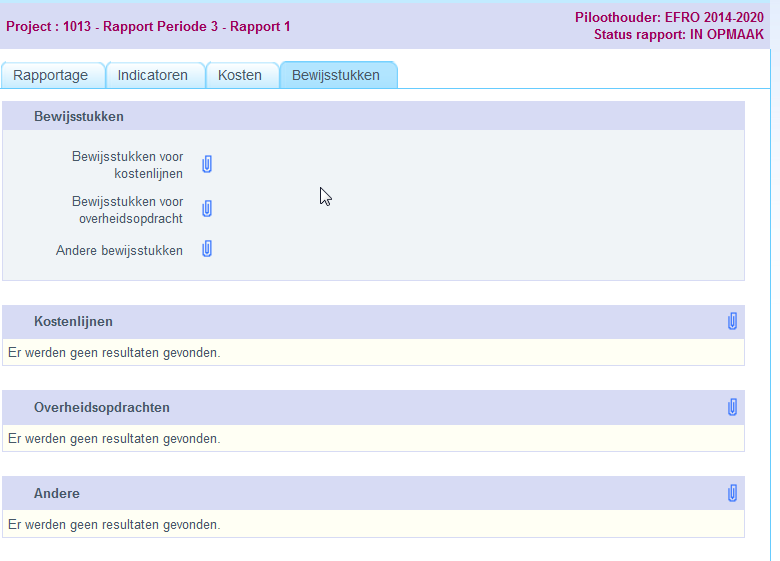 Project : 1013 - Rapport Periode 3 - Rapport 1
Piloothouder: EFRO 2014-2020
Status rapport: IN OPMAAK
Rapportage
Indicatoren
Kosten
Bewijsstukken
Bewijsstukken
Bewijsstukken voor
kostenlijnen
Bewijsstukken voor
overheidsopdracht
Andere bewijsstukken
Kostenlijnen
Er werden geen resultaten gevonden.
Overheidsopdrachten
Er werden geen resultaten gevonden.
Andere
Er werden geen resultaten gevonden.